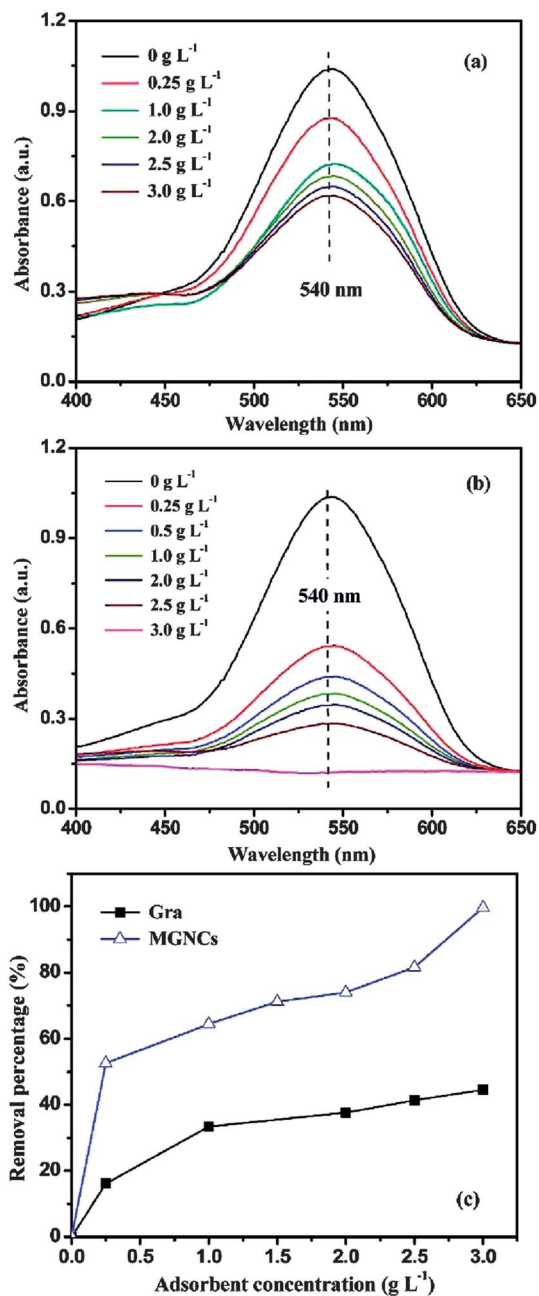 1.2
0 g L⁻¹
(a)
0.25 g L⁻¹
1.0 g L⁻¹
0.9
2.0 g L⁻¹
2.5 g L⁻¹
3.0 g L⁻¹
0.6
Absorbance (a.u.)
0.3
540 nm
0.0
400 450 500 550 600 650
Wavelength (nm)
1.2
0 g L⁻¹
(b)
0.25 g L⁻¹
0.5 g L⁻¹
0.9
1.0 g L⁻¹
2.0 g L⁻¹
2.5 g L⁻¹
540 nm
3.0 g L⁻¹
0.6
Absorbance (a.u.)
0.3
0.0
400 450 500 550 600 650
Wavelength (nm)
100
Gra
MGNCs
80
60
40
20
0
Removal percentage (%)
(c)
0.0 0.5 1.0 1.5 2.0 2.5 3.0
Adsorbent concentration (g L⁻¹)